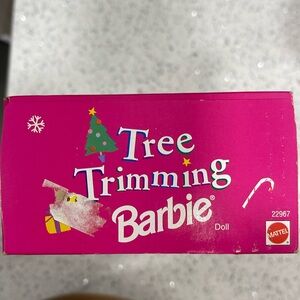 Tree
Trimming
Barbie®
Doll
22967
MATTEL